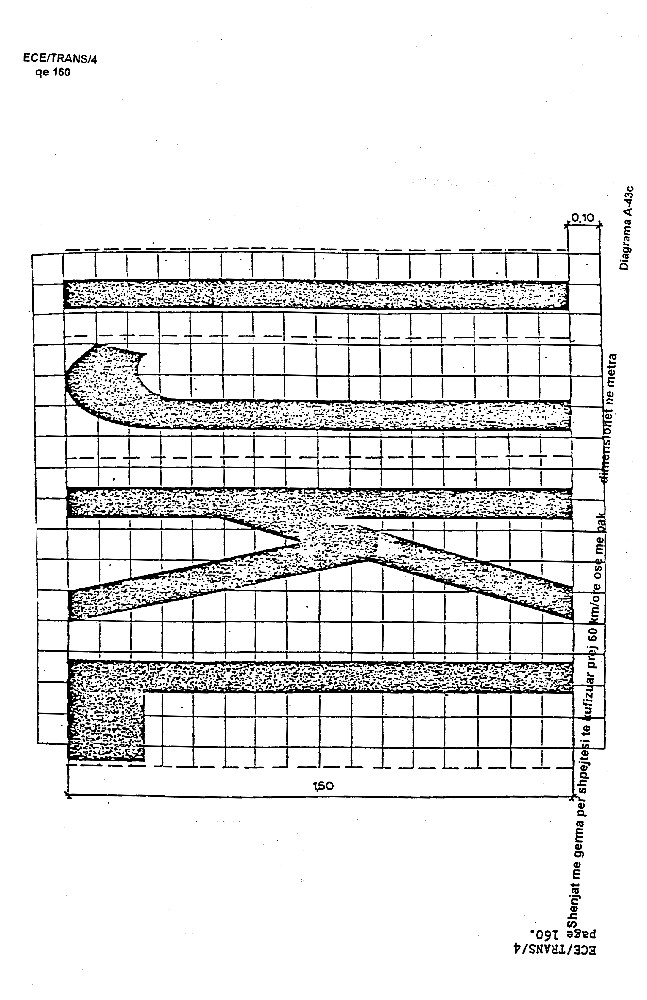 ECE/TRANS/4
qe 160
0,10
Diagrama A-43c
dimensionet ne metra
Shenjat me germa per shpejtesi te kufizuar prej 60 km/ore ose me pak
1,60
ECE/TRANS/4
page 160.